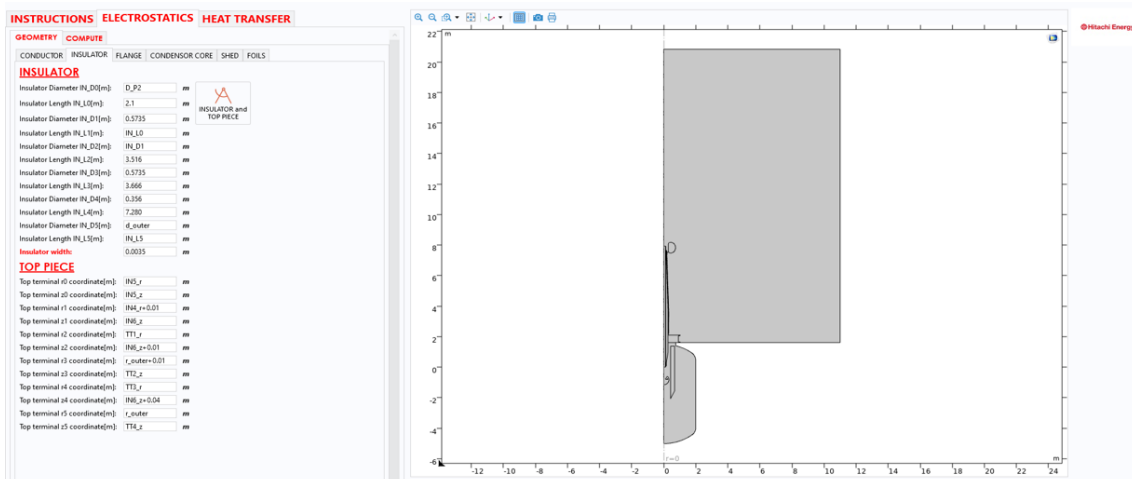 INSTRUCTIONS ELECTROSTATICS HEAT TRANSFER
GEOMETRY COMPUTE
CONDUCTOR INSULATOR FLANGE CONDENSOR CORE SHED FOILS
INSULATOR
Insulator Diameter IN_D0[m]: D_P2 m
Insulator Length IN_L0[m]: 2.1 m
Insulator Diameter IN_D1[m]: 0.5735 m
Insulator Length IN_L1[m]: IN_L0 m
Insulator Diameter IN_D2[m]: IN_D1 m
Insulator Length IN_L2[m]: 3.516 m
Insulator Diameter IN_D3[m]: 0.5735 m
Insulator Length IN_L3[m]: 3.666 m
Insulator Diameter IN_D4[m]: 0.356 m
Insulator Length IN_L4[m]: 7.280 m
Insulator Diameter IN_D5[m]: d_outer m
Insulator Length IN_L5[m]: IN_L5 m
Insulator width: 0.0035 m
INSULATOR and
TOP PIECE
TOP PIECE
Top terminal r0 coordinate[m]: IN5_r m
Top terminal z0 coordinate[m]: IN5_z m
Top terminal r1 coordinate[m]: IN4_r+0.01 m
Top terminal z1 coordinate[m]: IN6_z m
Top terminal r2 coordinate[m]: TT1_r m
Top terminal z2 coordinate[m]: IN6_z+0.01 m
Top terminal r3 coordinate[m]: r_outer+0.01 m
Top terminal z3 coordinate[m]: TT2_z m
Top terminal r4 coordinate[m]: TT3_r m
Top terminal z4 coordinate[m]: IN6_z+0.04 m
Top terminal r5 coordinate[m]: r_outer m
Top terminal z5 coordinate[m]: TT4_z m
m
22
20
18
16
14
12
10
8
6
4
2
0
-2
-4
-6
r=0
m
-12 -10 -8 -6 -4 -2 0 2 4 6 8 10 12 14 16 18 20 22 24
Hitachi Energy